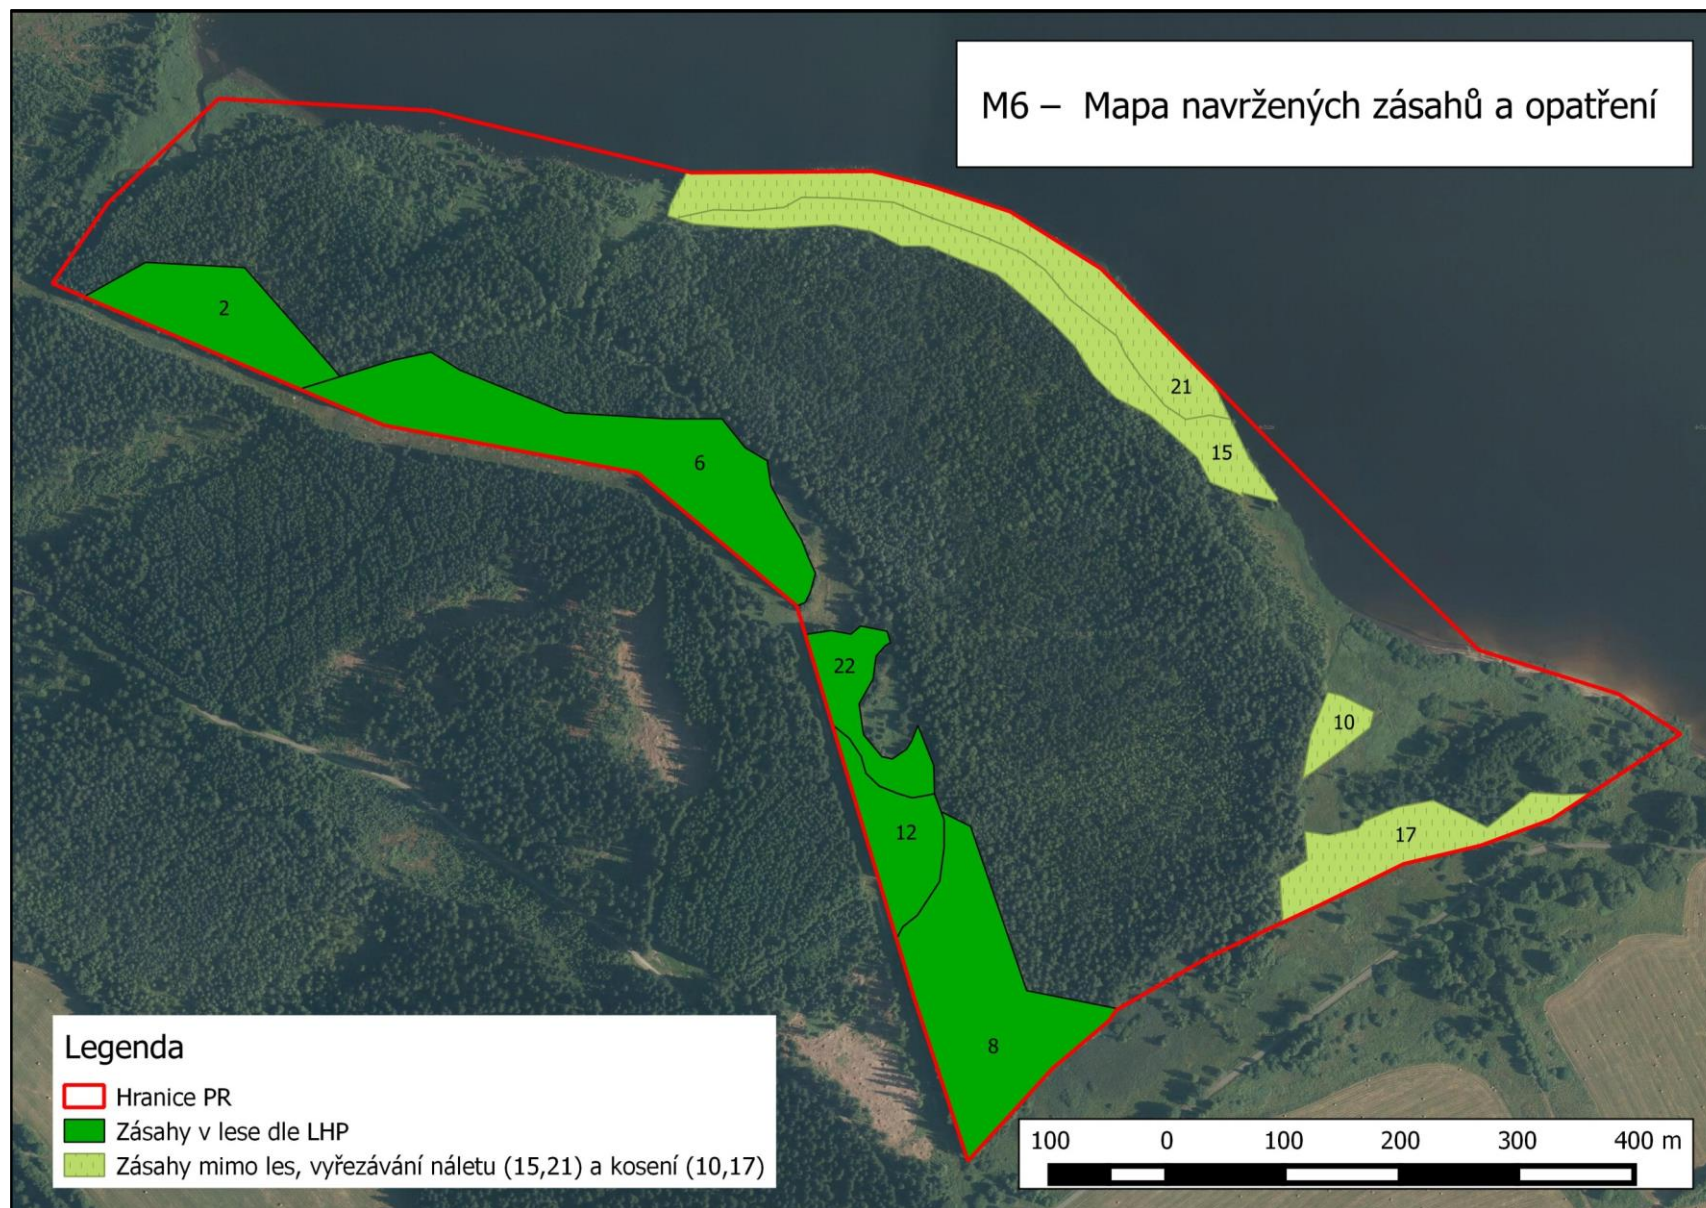 M6 – Mapa navržených zásahů a opatření
2
6
21
15
22
10
12
17
8
Legenda
Hranice PR
Zásahy v lese dle LHP
Zásahy mimo les, vyřezávání náletu (15,21) a kosení (10,17)
100 0 100 200 300 400 m